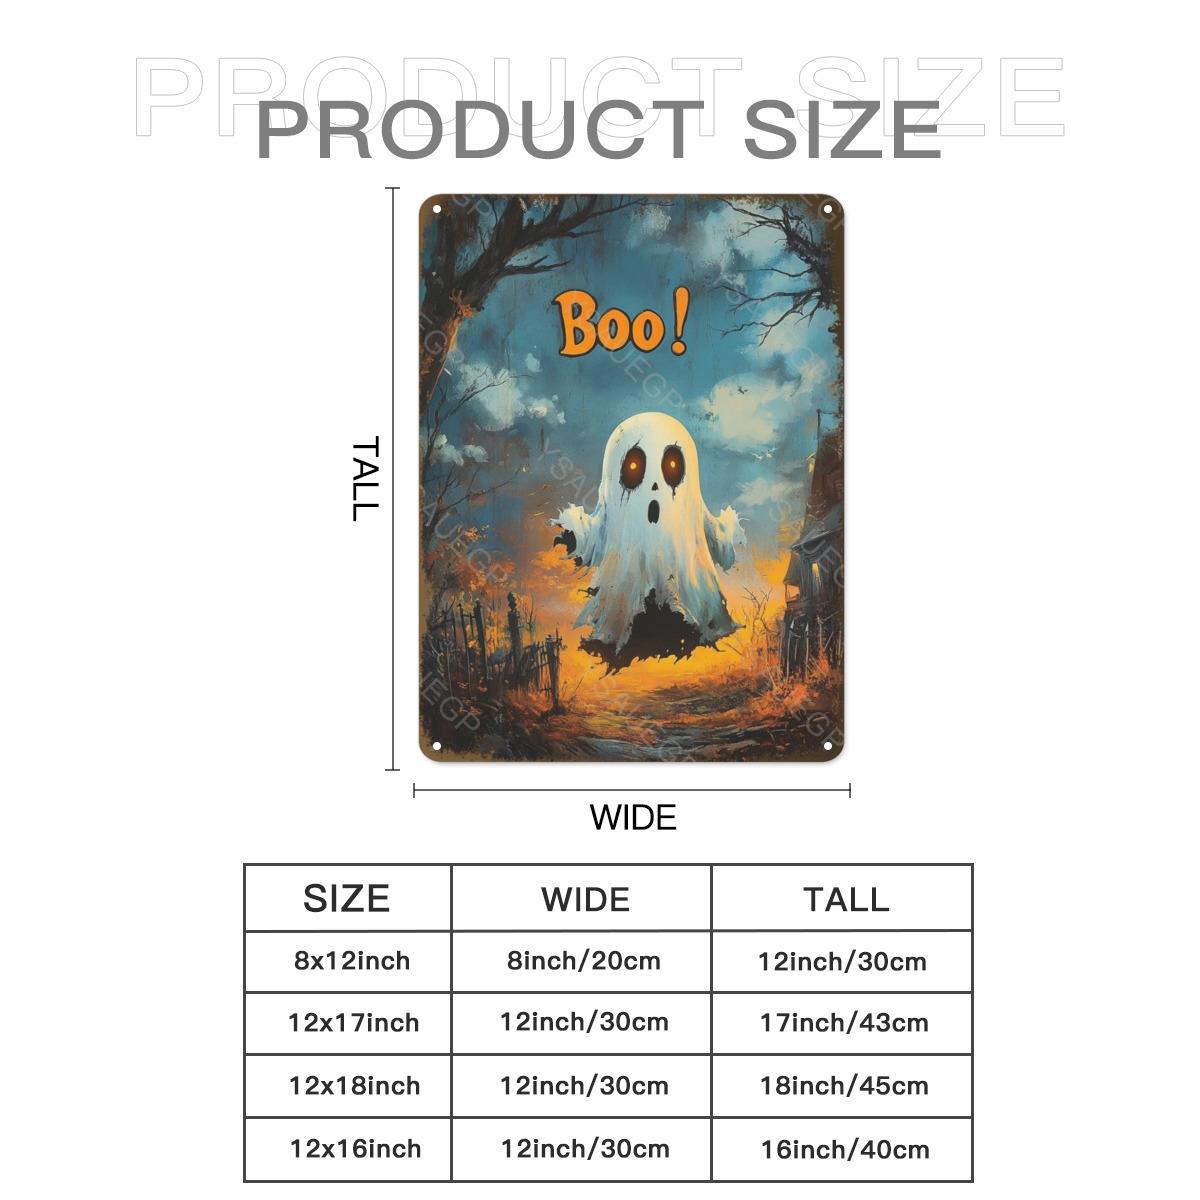 PRODUCT SIZE
PRODUCT SIZE
Boo!
YSAUEGP
TALL
WIDE
SIZE WIDE TALL
8x12inch 8inch/20cm 12inch/30cm
12x17inch 12inch/30cm 17inch/43cm
12x18inch 12inch/30cm 18inch/45cm
12x16inch 12inch/30cm 16inch/40cm